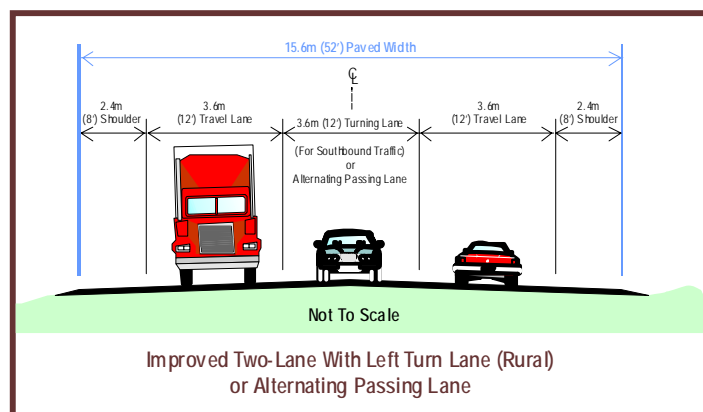 15.6m (52') Paved Width
℄
2.4m
(8') Shoulder
3.6m
(12') Travel Lane
3.6m (12') Turning Lane
(For Southbound Traffic)
or
Alternating Passing Lane
3.6m
(12') Travel Lane
2.4m
(8') Shoulder
Not To Scale
Improved Two-Lane With Left Turn Lane (Rural)
or Alternating Passing Lane